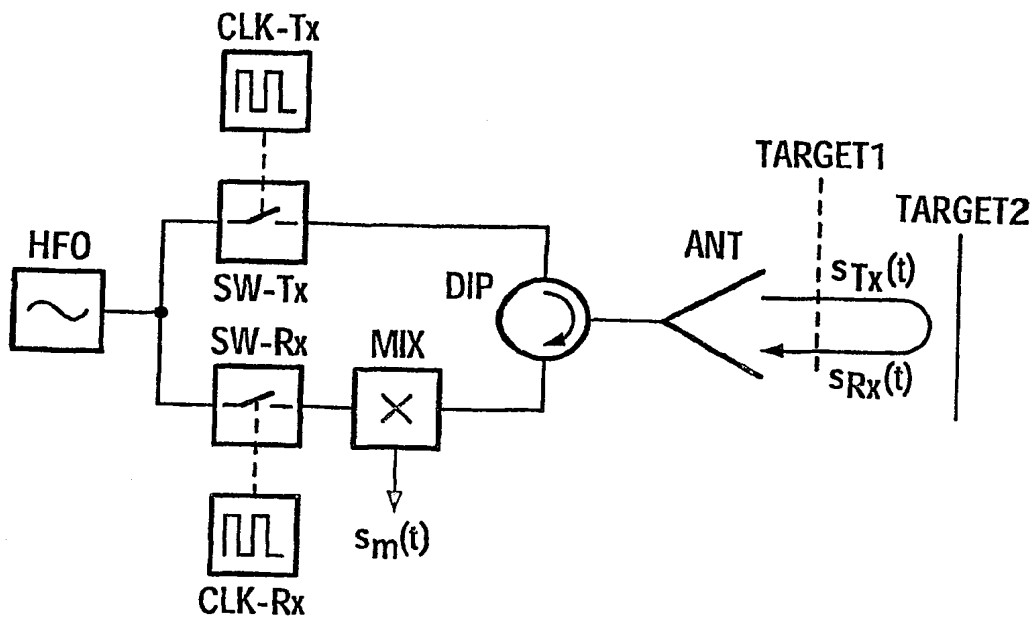 CLK-Tx
TARGET1
TARGET2
HFO
ANT
SW-Tx
DIP
sTx(t)
SW-Rx
MIX
sRx(t)
sm(t)
CLK-Rx